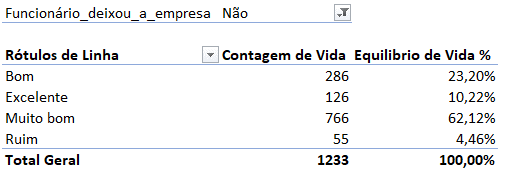 Funcionário_deixou_a_empresa Não
Rótulos de Linha Contagem de Vida Equilibrio de Vida %
Bom 286 23,20%
Excelente 126 10,22%
Muito bom 766 62,12%
Ruim 55 4,46%
Total Geral 1233 100,00%